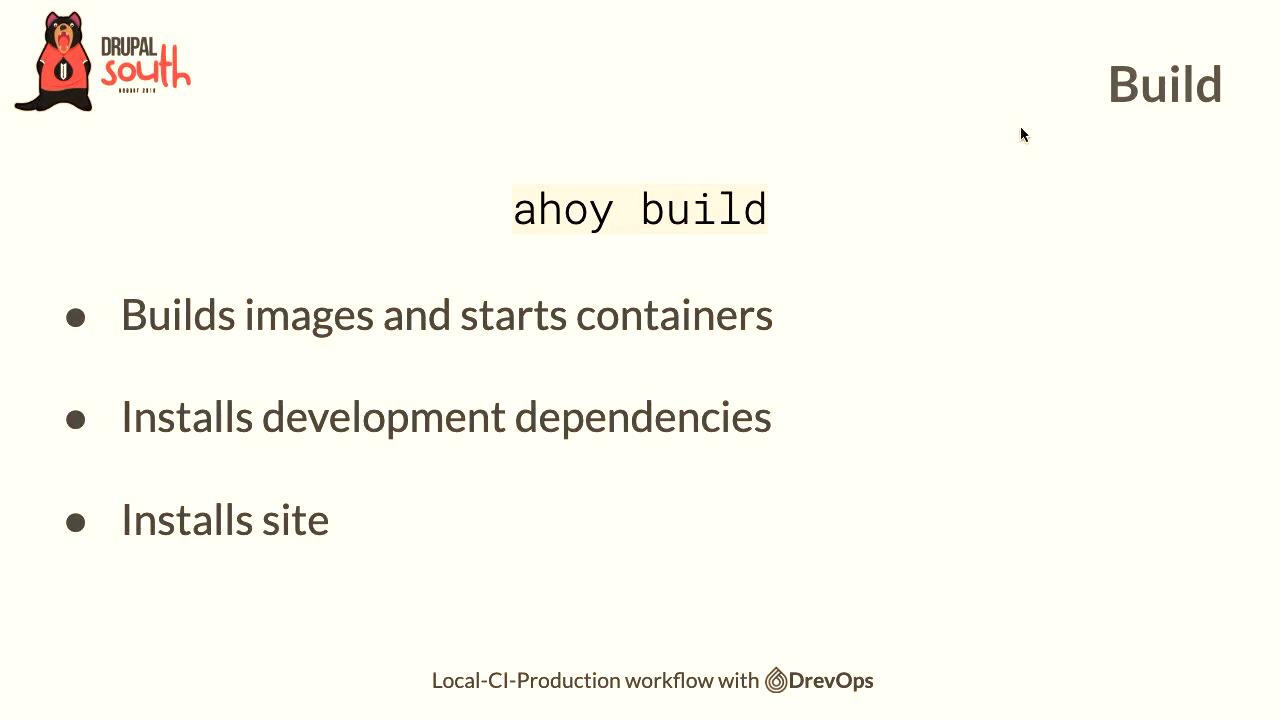 DRUPAL
south
Build
ahoy build
● Builds images and starts containers
● Installs development dependencies
● Installs site
Local-CI-Production workflow with DrevOps